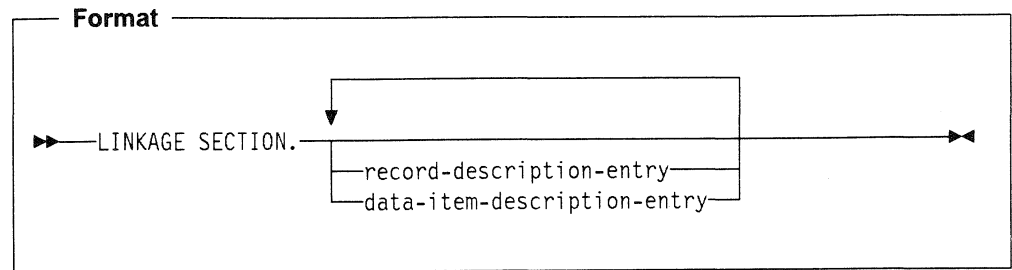 Format
LINKAGE SECTION.
record-description-entry
data-item-description-entry